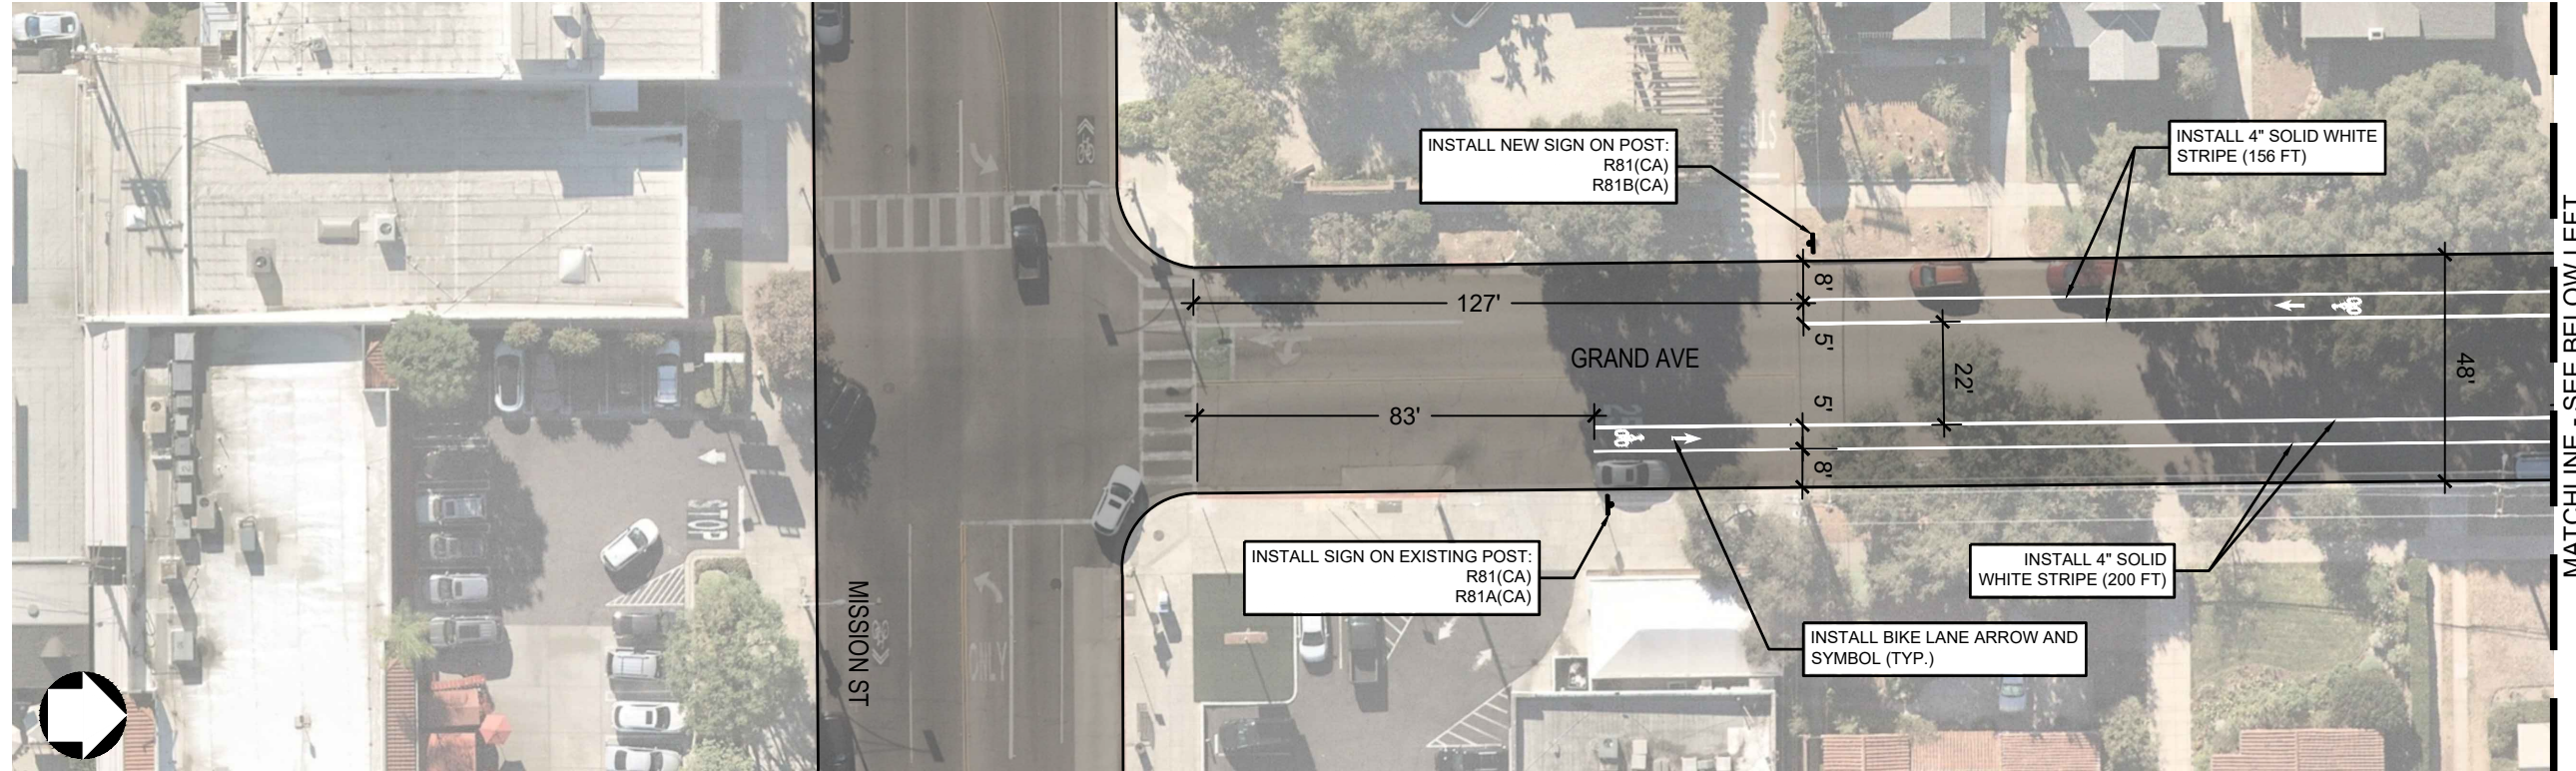 INSTALL NEW SIGN ON POST:
R81(CA)
R81B(CA)
INSTALL 4" SOLID WHITE
STRIPE (156 FT)
STOP
8'
127'
5'
GRAND AVE
22'
48'
5'
83'
8'
MATCHLINE - SEE BELOW LEFT
STOP
INSTALL SIGN ON EXISTING POST:
R81(CA)
R81A(CA)
INSTALL 4" SOLID
WHITE STRIPE (200 FT)
INSTALL BIKE LANE ARROW AND
SYMBOL (TYP.)
MISSION ST
ONLY